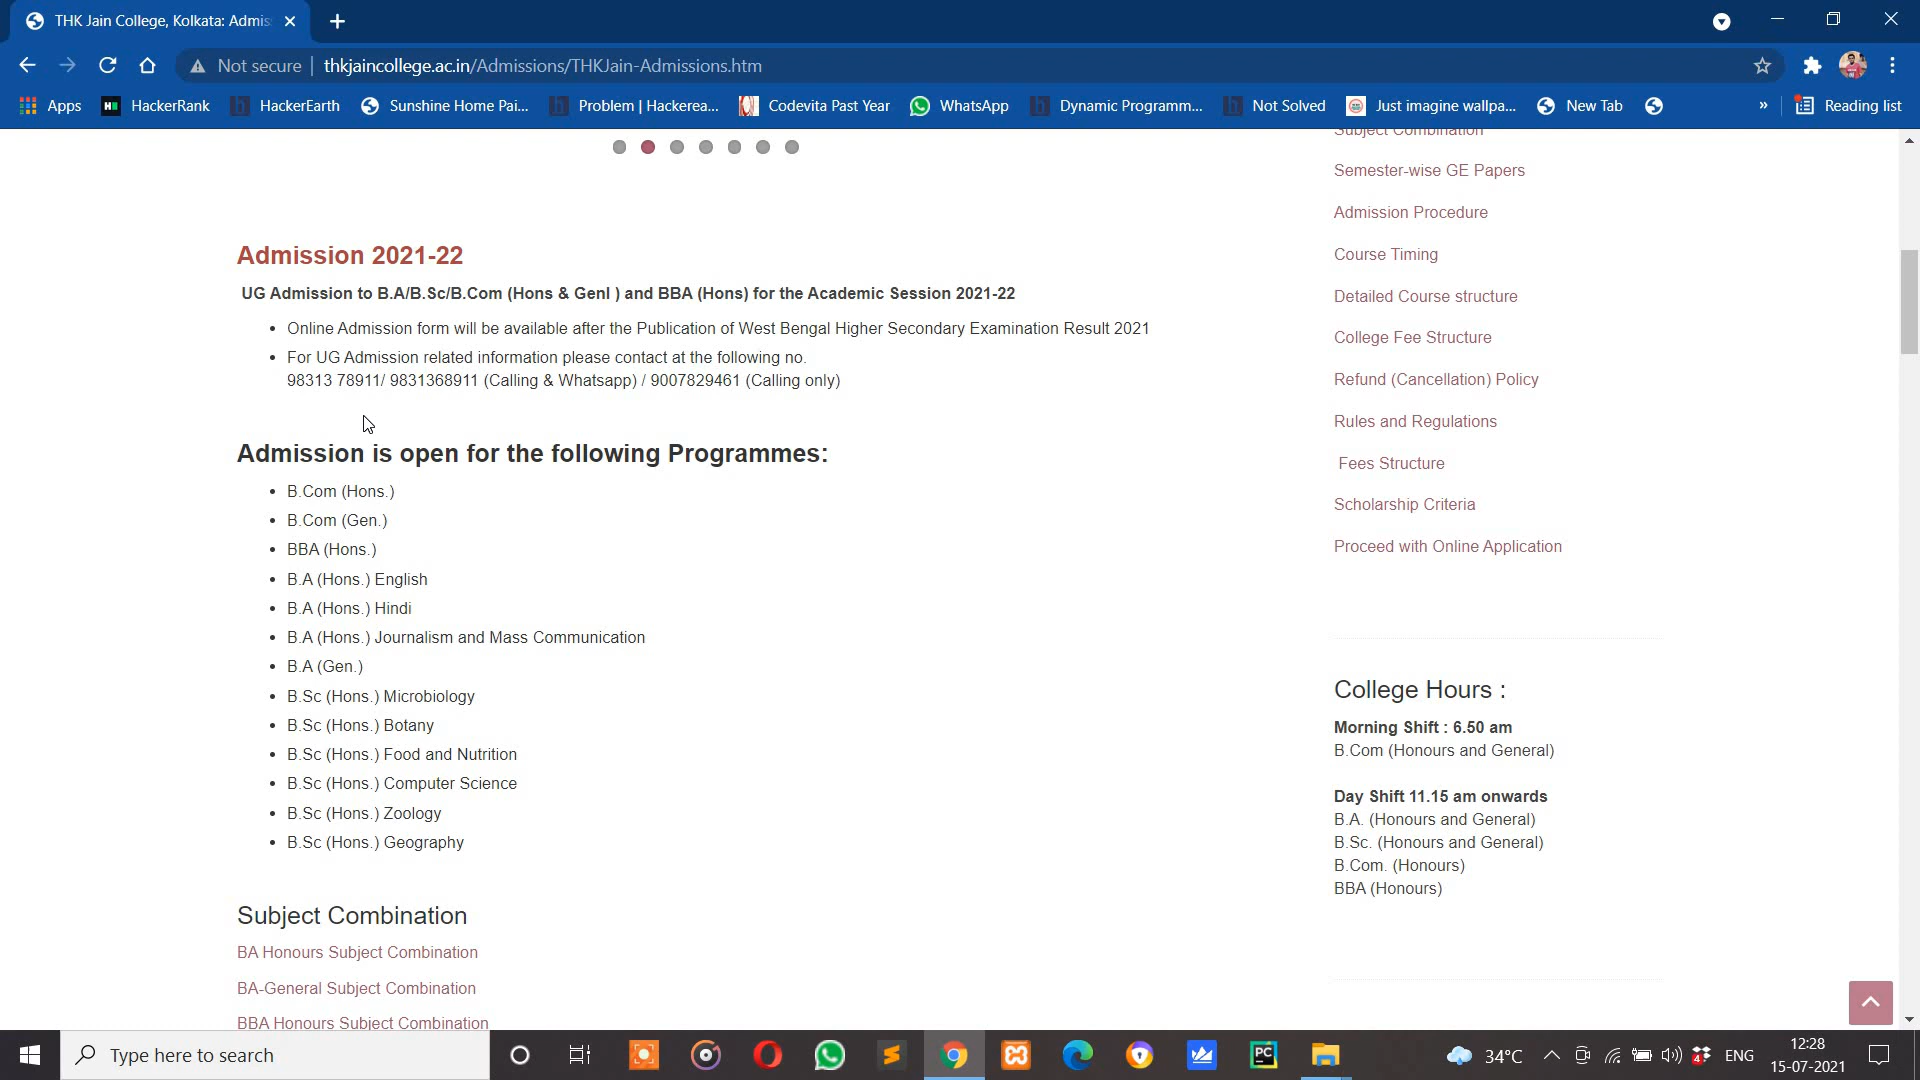 THK Jain College, Kolkata: Admis
Not secure
thkjaincollege.ac.in/Admissions/THKJain-Admissions.htm
Apps
HackerRank
HackerEarth
Sunshine Home Pai...
Problem | Hackerea...
Codevita Past Year
WhatsApp
Dynamic Programm...
Not Solved
Just imagine wallpa...
New Tab
»
Reading list
Admission 2021-22
UG Admission to B.A/B.Sc/B.Com (Hons & Genl ) and BBA (Hons) for the Academic Session 2021-22
• Online Admission form will be available after the Publication of West Bengal Higher Secondary Examination Result 2021
• For UG Admission related information please contact at the following no.
98313 78911/ 9831368911 (Calling & Whatsapp) / 9007829461 (Calling only)
Admission is open for the following Programmes:
• B.Com (Hons.)
• B.Com (Gen.)
• BBA (Hons.)
• B.A (Hons.) English
• B.A (Hons.) Hindi
• B.A (Hons.) Journalism and Mass Communication
• B.A (Gen.)
• B.Sc (Hons.) Microbiology
• B.Sc (Hons.) Botany
• B.Sc (Hons.) Food and Nutrition
• B.Sc (Hons.) Computer Science
• B.Sc (Hons.) Zoology
• B.Sc (Hons.) Geography
Subject Combination
BA Honours Subject Combination
BA-General Subject Combination
BBA Honours Subject Combination
Subject Combination
Semester-wise GE Papers
Admission Procedure
Course Timing
Detailed Course structure
College Fee Structure
Refund (Cancellation) Policy
Rules and Regulations
Fees Structure
Scholarship Criteria
Proceed with Online Application
College Hours :
Morning Shift : 6.50 am
B.Com (Honours and General)
Day Shift 11.15 am onwards
B.A. (Honours and General)
B.Sc. (Honours and General)
B.Com. (Honours)
BBA (Honours)
Type here to search
PC
34°C
4
ENG
12:28
15-07-2021